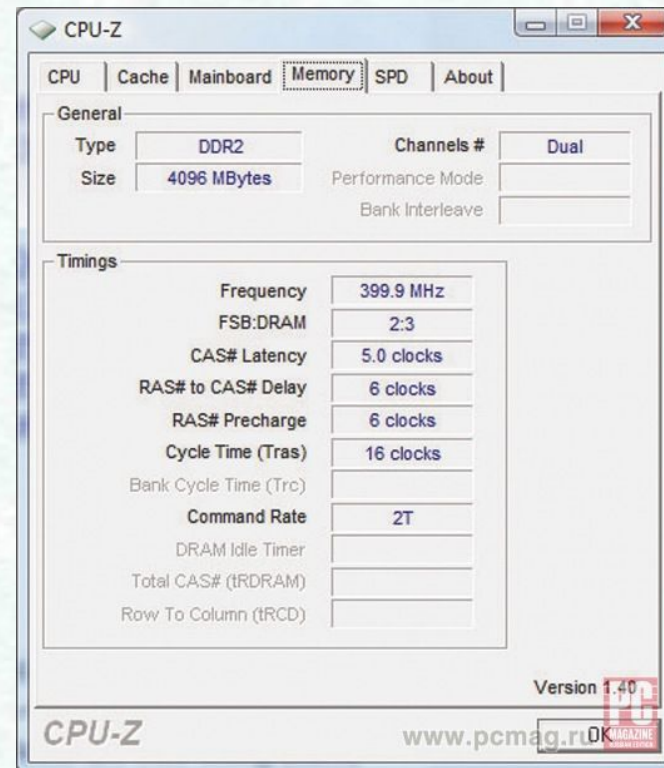 CPU-Z
CPU Cache Mainboard Memory SPD About
General
Type DDR2 Channels # Dual
Size 4096 MBytes Performance Mode
Bank Interleave
Timings
Frequency 399.9 MHz
FSB:DRAM 2:3
CAS# Latency 5.0 clocks
RAS# to CAS# Delay 6 clocks
RAS# Precharge 6 clocks
Cycle Time (Tras) 16 clocks
Bank Cycle Time (Trc)
Command Rate 2T
DRAM Idle Timer
Total CAS# (tRDRAM)
Row To Column (tRCD)
Version 1.40
CPU-Z www.pcmag.ru OK
PC
MAGAZINE